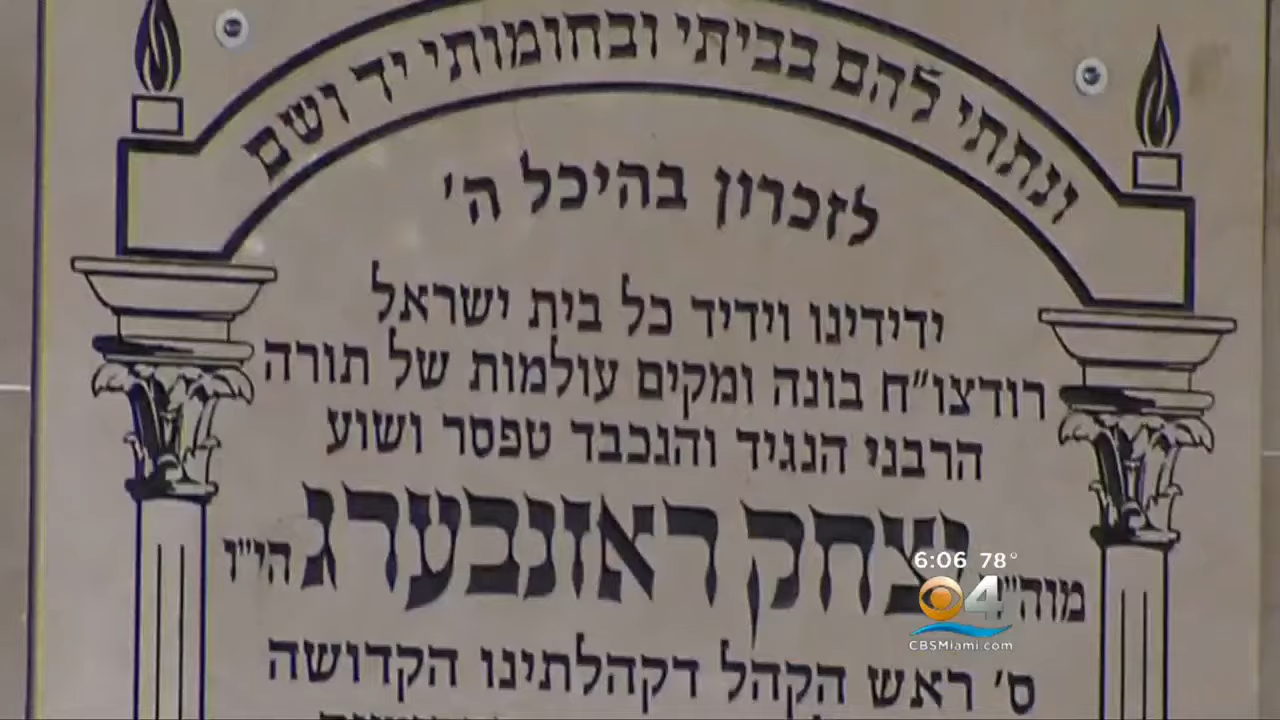 ונתתי להם בביתי ובחומותי יד ושם
לזכרון בהיכל ה'
ידידינו וידיד כל בית ישראל
רודצו״ח בונה ומקים עולמות של תורה
הרבני הנגיד והנכבד טפסר ושוע
מוה״ר יצחק ראזנבערג הי״ו
ס' ראש הקהל דקהלתינו הקדושה
6:06 78°
4
CBSMiami.com